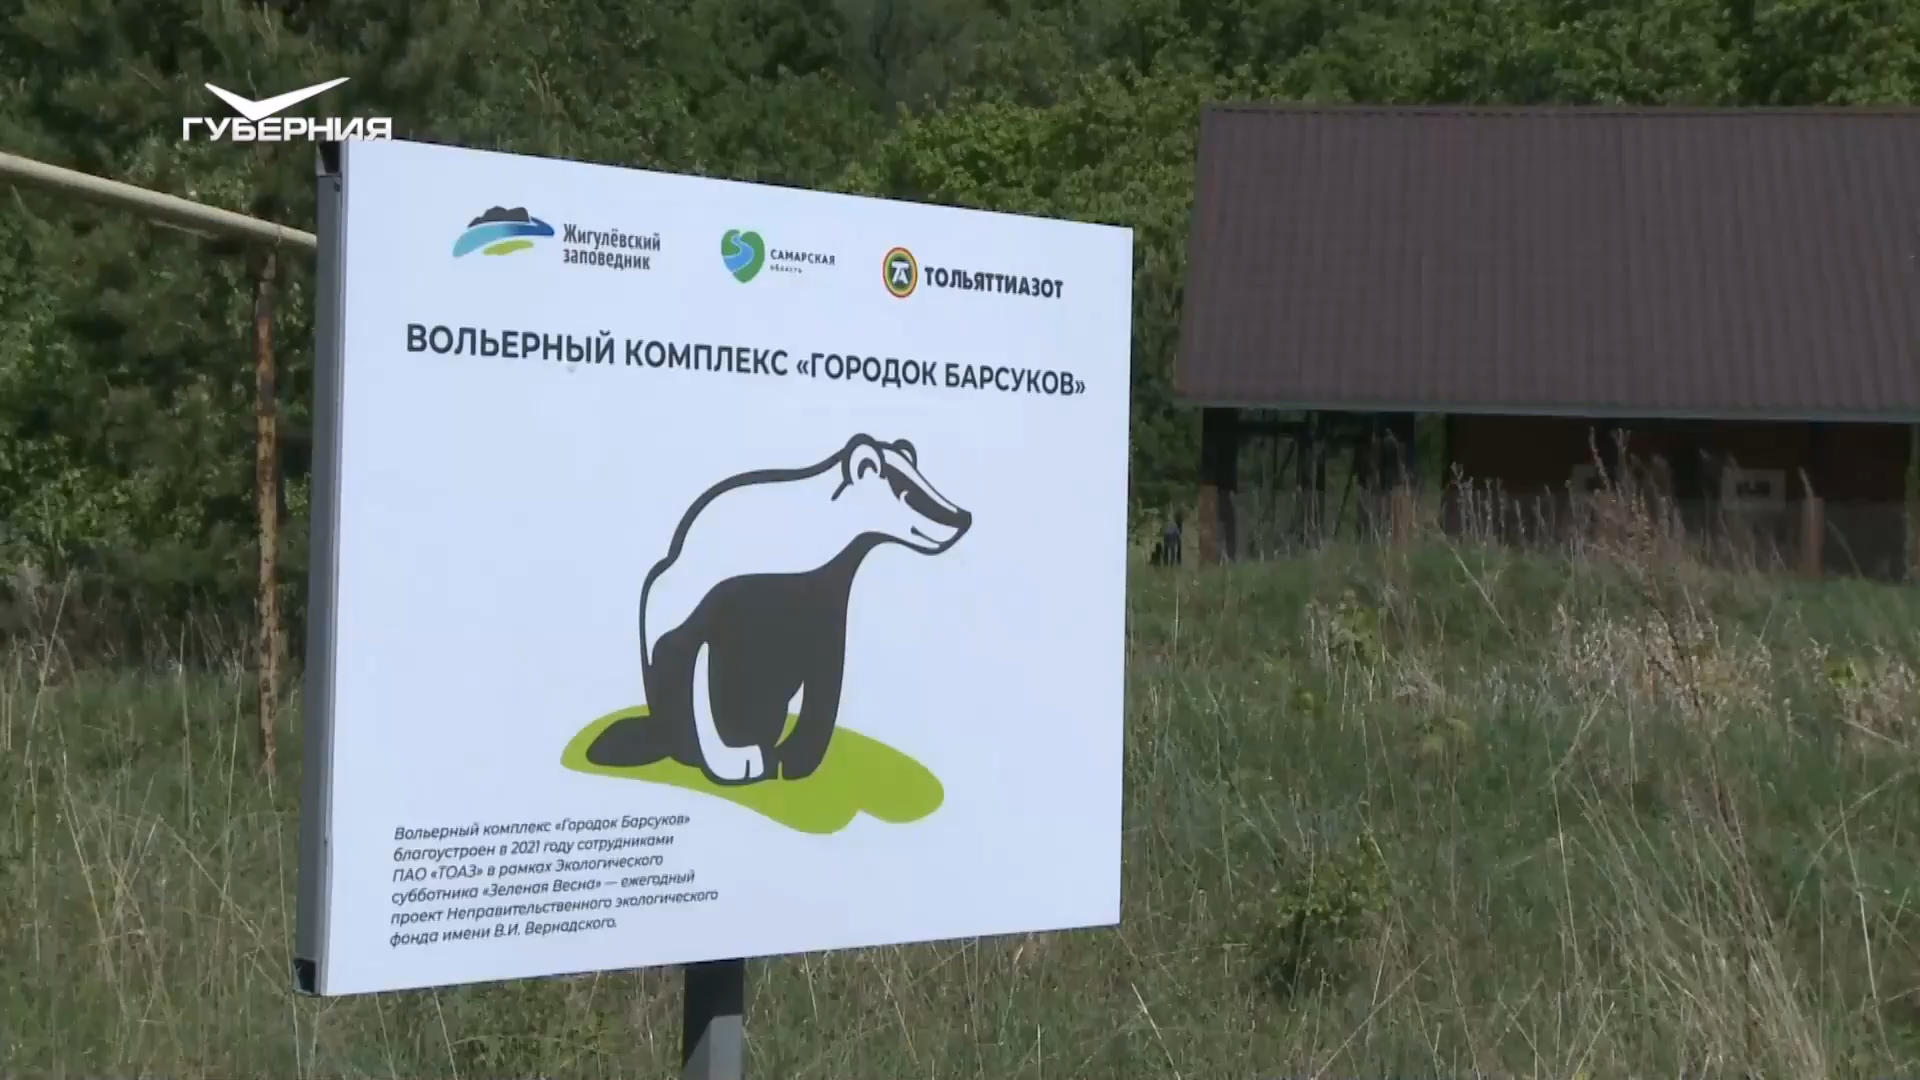 ГУБЕРНИЯ
Жигулёвский
заповедник
САМАРСКАЯ
область
ТОЛЬЯТТИАЗОТ
ВОЛЬЕРНЫЙ КОМПЛЕКС «ГОРОДОК БАРСУКОВ»
Вольерный комплекс «Городок Барсуков»
благоустроен в 2021 году сотрудниками
ПАО «ТОАЗ» в рамках Экологического
субботника «Зеленая Весна» — ежегодный
проект Неправительственного экологического
фонда имени В.И. Вернадского.